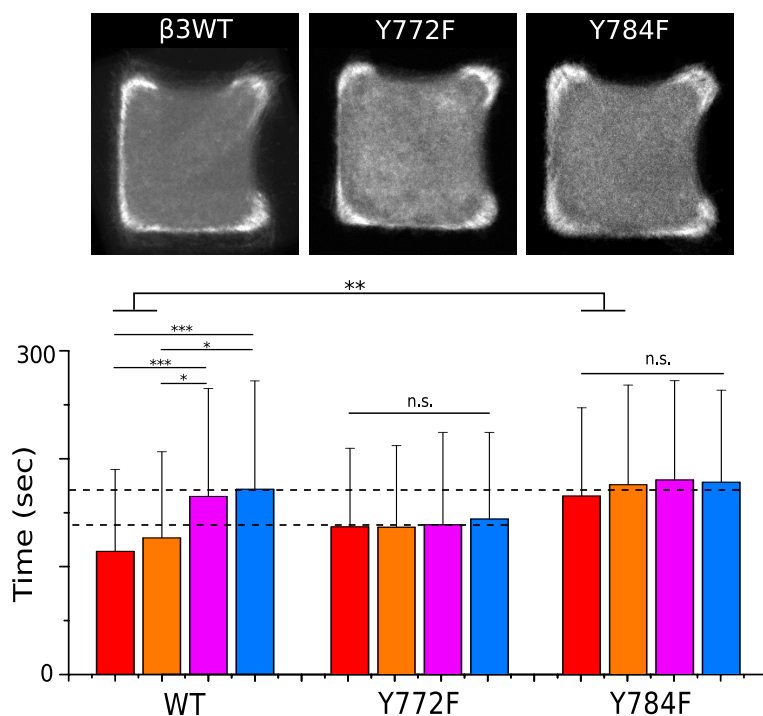 β3WT Y772F Y784F
**
***
*
***
*
n.s.
n.s.
300
Time (sec)
0
WT Y772F Y784F